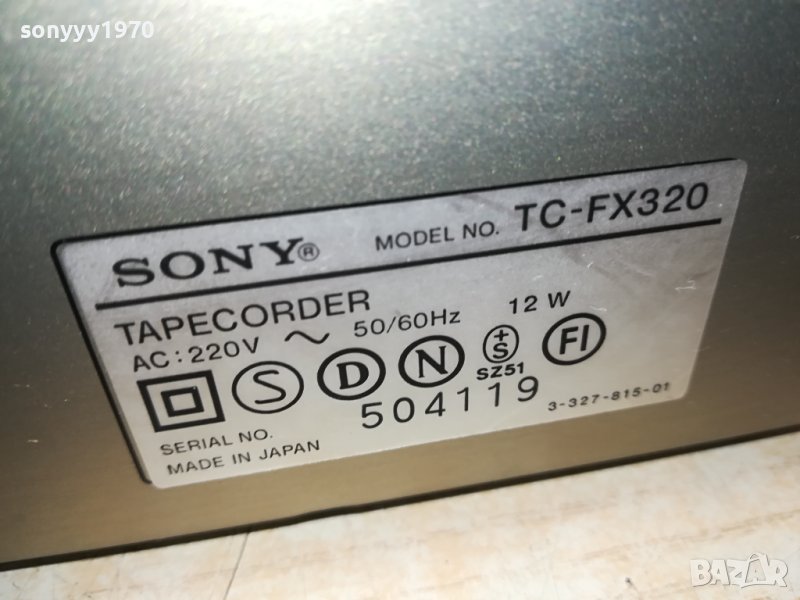 sonyyy1970
SONY® MODEL NO. TC-FX320
TAPECORDER
AC: 220V ~ 50/60Hz 12 W
S D N +S FI
SZ51
SERIAL NO. 504119 3-327-815-01
MADE IN JAPAN
BAZAR